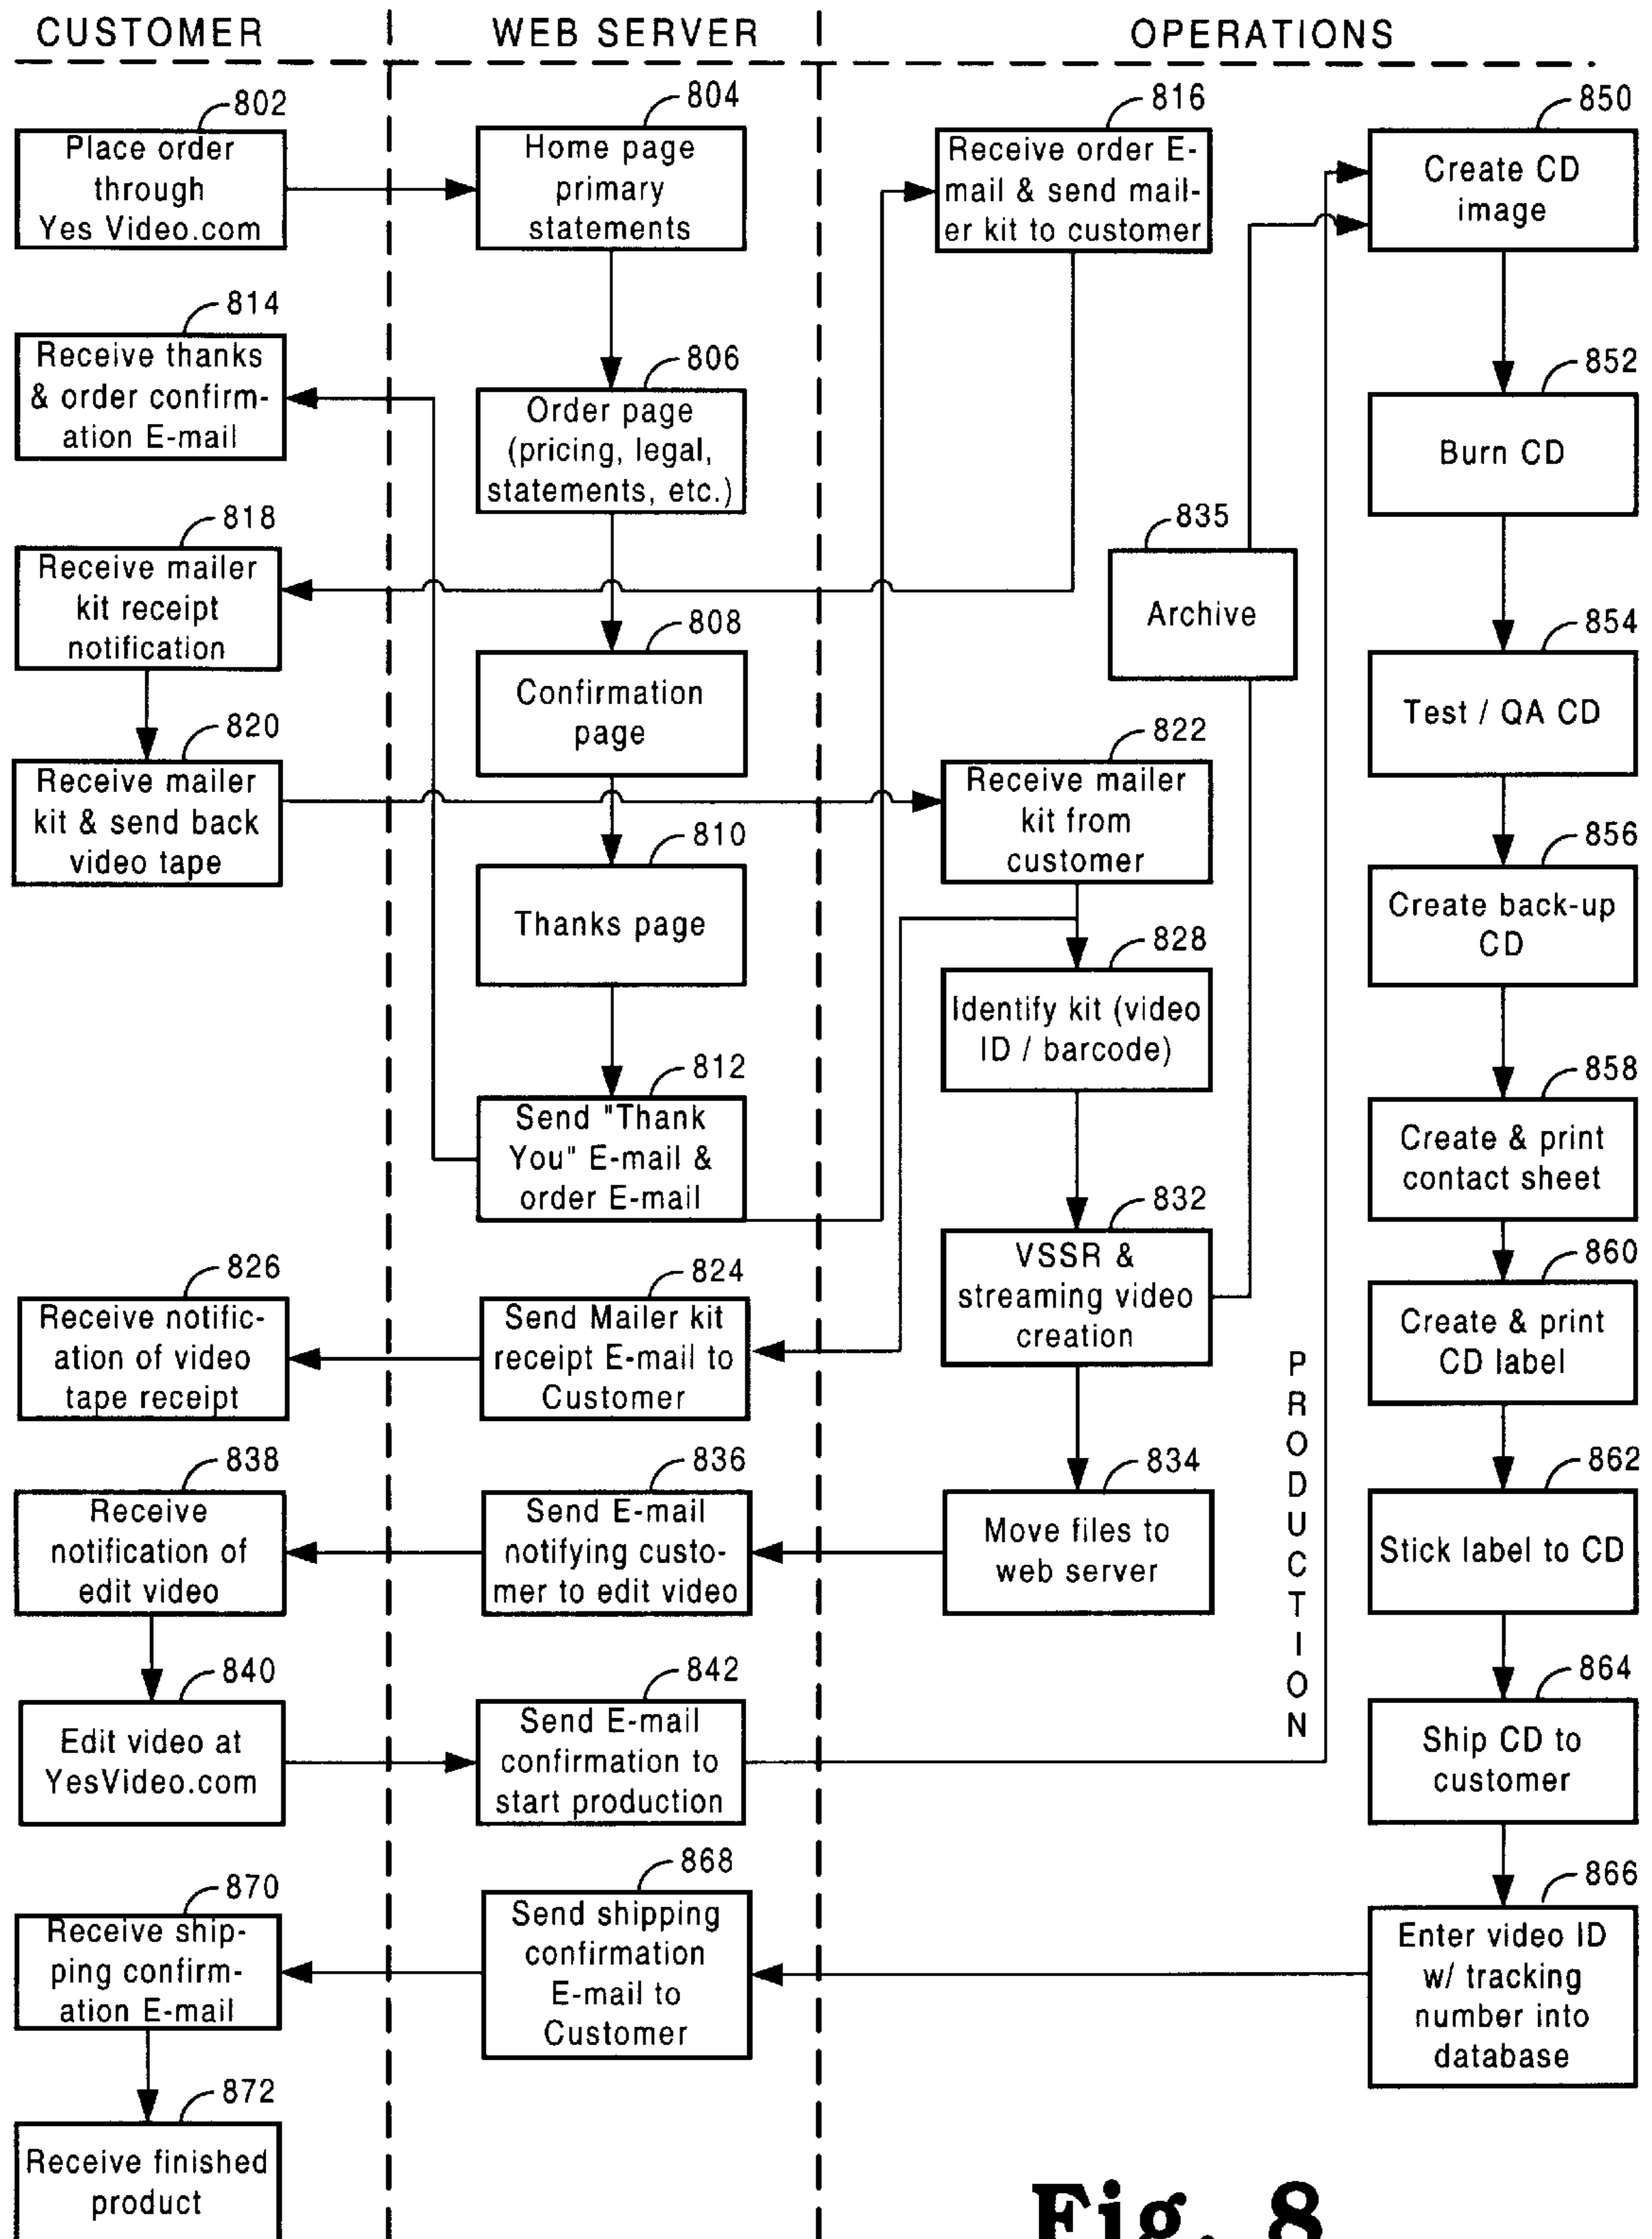 CUSTOMER
WEB SERVER
OPERATIONS
802
Place order
through
Yes Video.com
804
Home page
primary
statements
816
Receive order E-
mail & send mail-
er kit to customer
850
Create CD
image
814
Receive thanks
& order confirm-
ation E-mail
806
Order page
(pricing, legal,
statements, etc.)
852
Burn CD
818
Receive mailer
kit receipt
notification
808
Confirmation
page
835
Archive
854
Test / QA CD
820
Receive mailer
kit & send back
video tape
810
Thanks page
822
Receive mailer
kit from
customer
856
Create back-up
CD
828
Identify kit (video
ID / barcode)
812
Send "Thank
You" E-mail &
order E-mail
858
Create & print
contact sheet
832
VSSR &
streaming video
creation
860
Create & print
CD label
826
Receive notific-
ation of video
tape receipt
824
Send Mailer kit
receipt E-mail to
Customer
PRODUCTION
838
Receive
notification of
edit video
836
Send E-mail
notifying custo-
mer to edit video
834
Move files to
web server
862
Stick label to CD
840
Edit video at
YesVideo.com
842
Send E-mail
confirmation to
start production
864
Ship CD to
customer
870
Receive ship-
ping confirm-
ation E-mail
868
Send shipping
confirmation
E-mail to
Customer
866
Enter video ID
w/ tracking
number into
database
872
Receive finished
product
Fig. 8